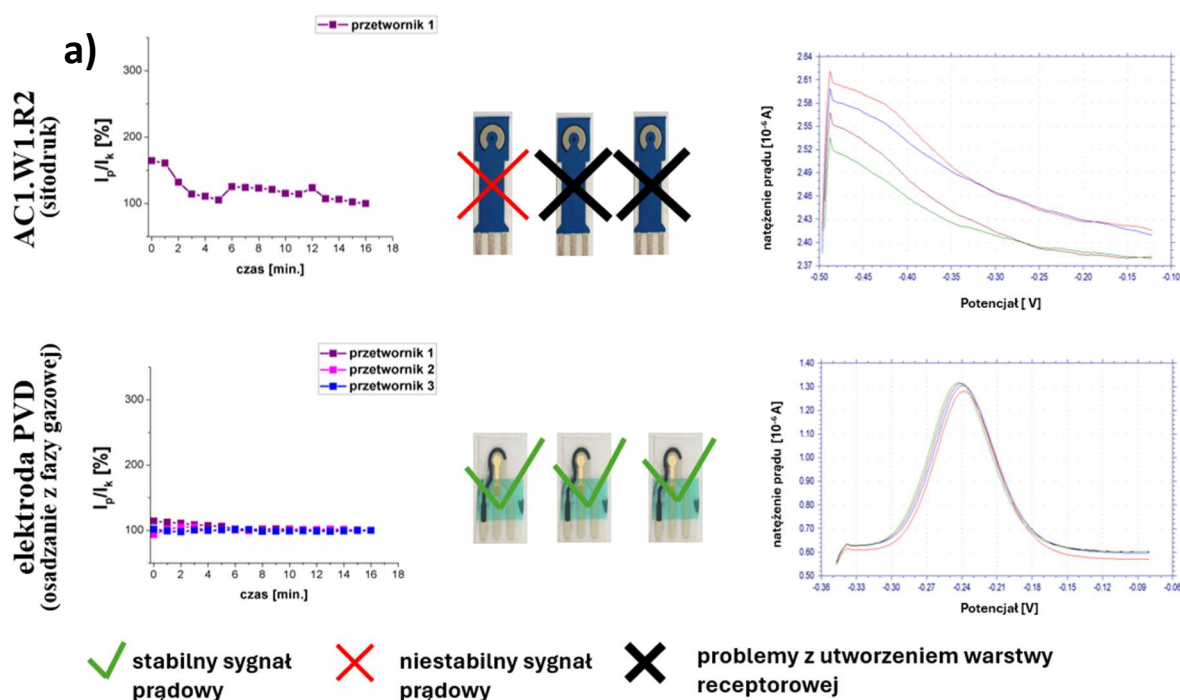 a)
AC1.W1.R2
(sitodruk)
przetwornik 1
Ip/Ik [%]
300
200
100
0 2 4 6 8 10 12 14 16 18
czas [min.]
natężenie prądu [10⁻⁶ A]
2.64
2.61
2.58
2.55
2.52
2.49
2.46
2.43
2.40
2.37
-0.50 -0.45 -0.40 -0.35 -0.30 -0.25 -0.20 -0.15 -0.10
Potencjał [ V]
elektroda PVD
(osadzanie z fazy gazowej)
przetwornik 1
przetwornik 2
przetwornik 3
Ip/Ik [%]
300
200
100
0 2 4 6 8 10 12 14 16 18
czas [min.]
natężenie prądu [10⁻⁶ A]
1.40
1.30
1.20
1.10
1.00
0.90
0.80
0.70
0.60
0.50
-0.36 -0.33 -0.30 -0.27 -0.24 -0.21 -0.18 -0.15 -0.12 -0.09 -0.06
Potencjał [V]
stabilny sygnał
prądowy
niestabilny sygnał
prądowy
problemy z utworzeniem warstwy
receptorowej